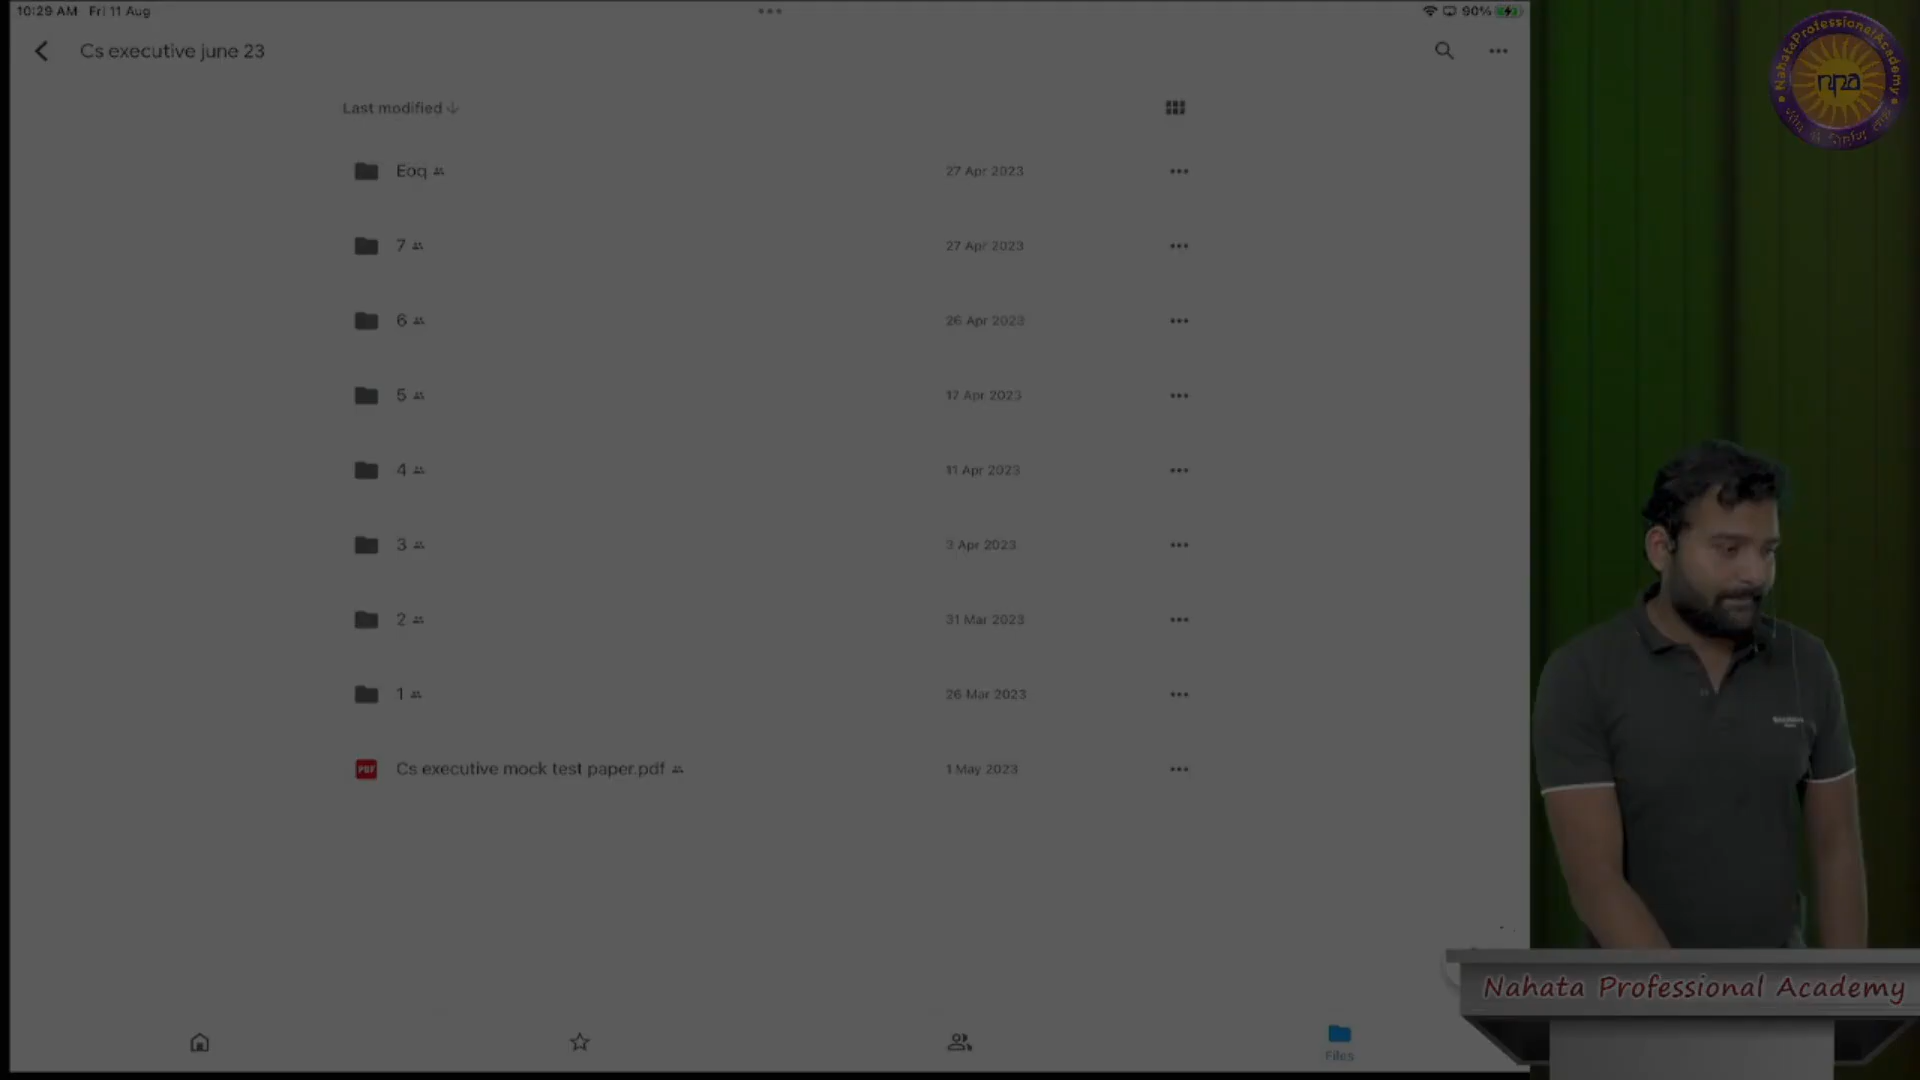 10:29 AM Fri 11 Aug
90%
Cs executive june 23
Last modified
Eoq
27 Apr 2023
7
27 Apr 2023
6
26 Apr 2023
5
17 Apr 2023
4
11 Apr 2023
3
3 Apr 2023
2
31 Mar 2023
1
26 Mar 2023
PDF
Cs executive mock test paper.pdf
1 May 2023
Files
NahataProfessionalAcademy
npa
Nahata Professional Academy